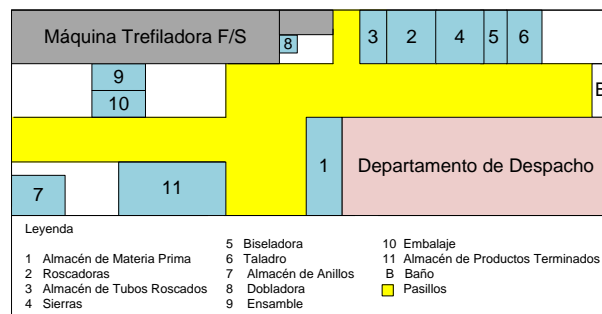 Máquina Trefiladora F/S
8
3 2 4 5 6
9
10
B
1 Departamento de Despacho
7 11
Leyenda
1 Almacén de Materia Prima
2 Roscadoras
3 Almacén de Tubos Roscados
4 Sierras
5 Biseladora
6 Taladro
7 Almacén de Anillos
8 Dobladora
9 Ensamble
10 Embalaje
11 Almacén de Productos Terminados
B Baño
Pasillos